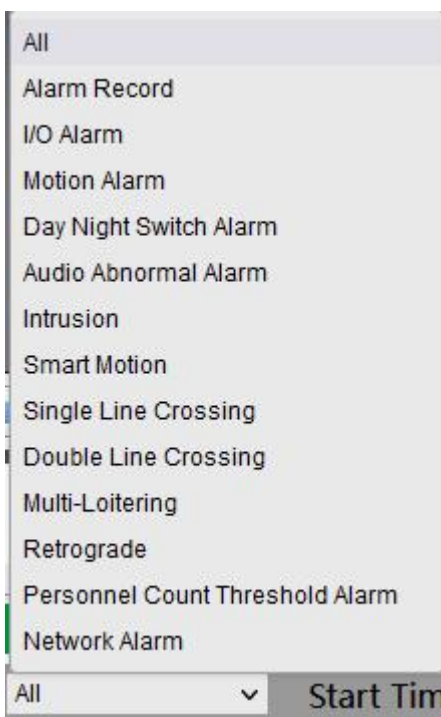 All
Alarm Record
I/O Alarm
Motion Alarm
Day Night Switch Alarm
Audio Abnormal Alarm
Intrusion
Smart Motion
Single Line Crossing
Double Line Crossing
Multi-Loitering
Retrograde
Personnel Count Threshold Alarm
Network Alarm
All Start Tim